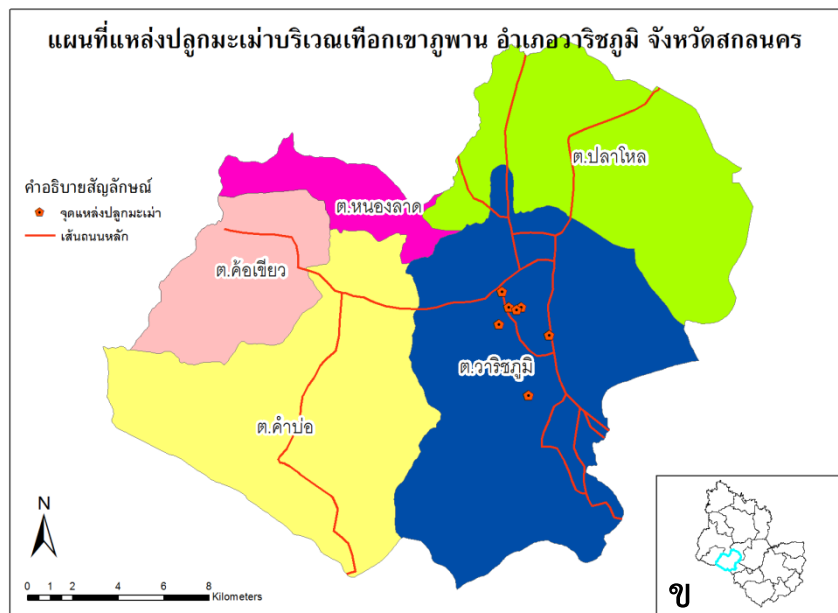 แผนที่แหล่งปลูกมะเม่าบริเวณเทือกเขาภูพาน อำเภอวาริชภูมิ จังหวัดสกลนคร
ต.ปลาโหล
คำอธิบายสัญลักษณ์
จุดแหล่งปลูกมะเม่า
เส้นถนนหลัก
ต.หนองลาด
ต.ค้อเขียว
ต.วาริชภูมิ
ต.คำบ่อ
N
0 1 2 4 6 8
Kilometers
ข